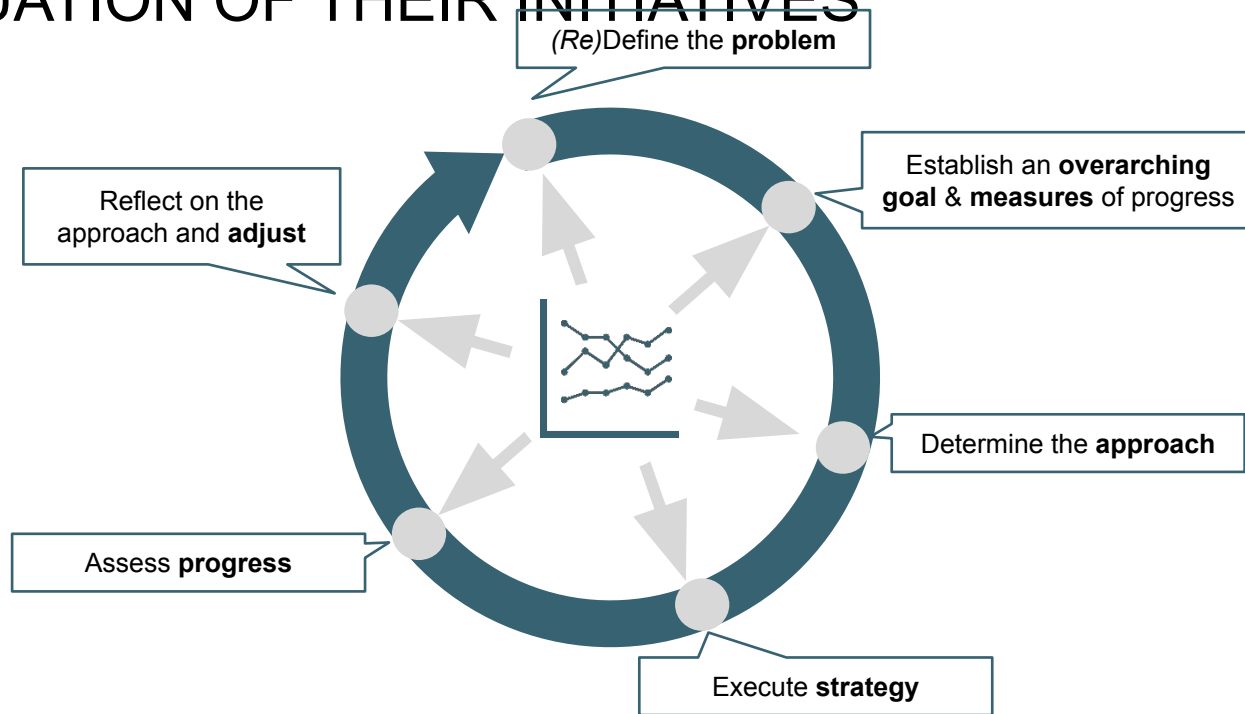 UATION OF THEIR INITIATIVES
(Re)Define the problem
Establish an overarching
goal & measures of progress
Determine the approach
Execute strategy
Assess progress
Reflect on the
approach and adjust